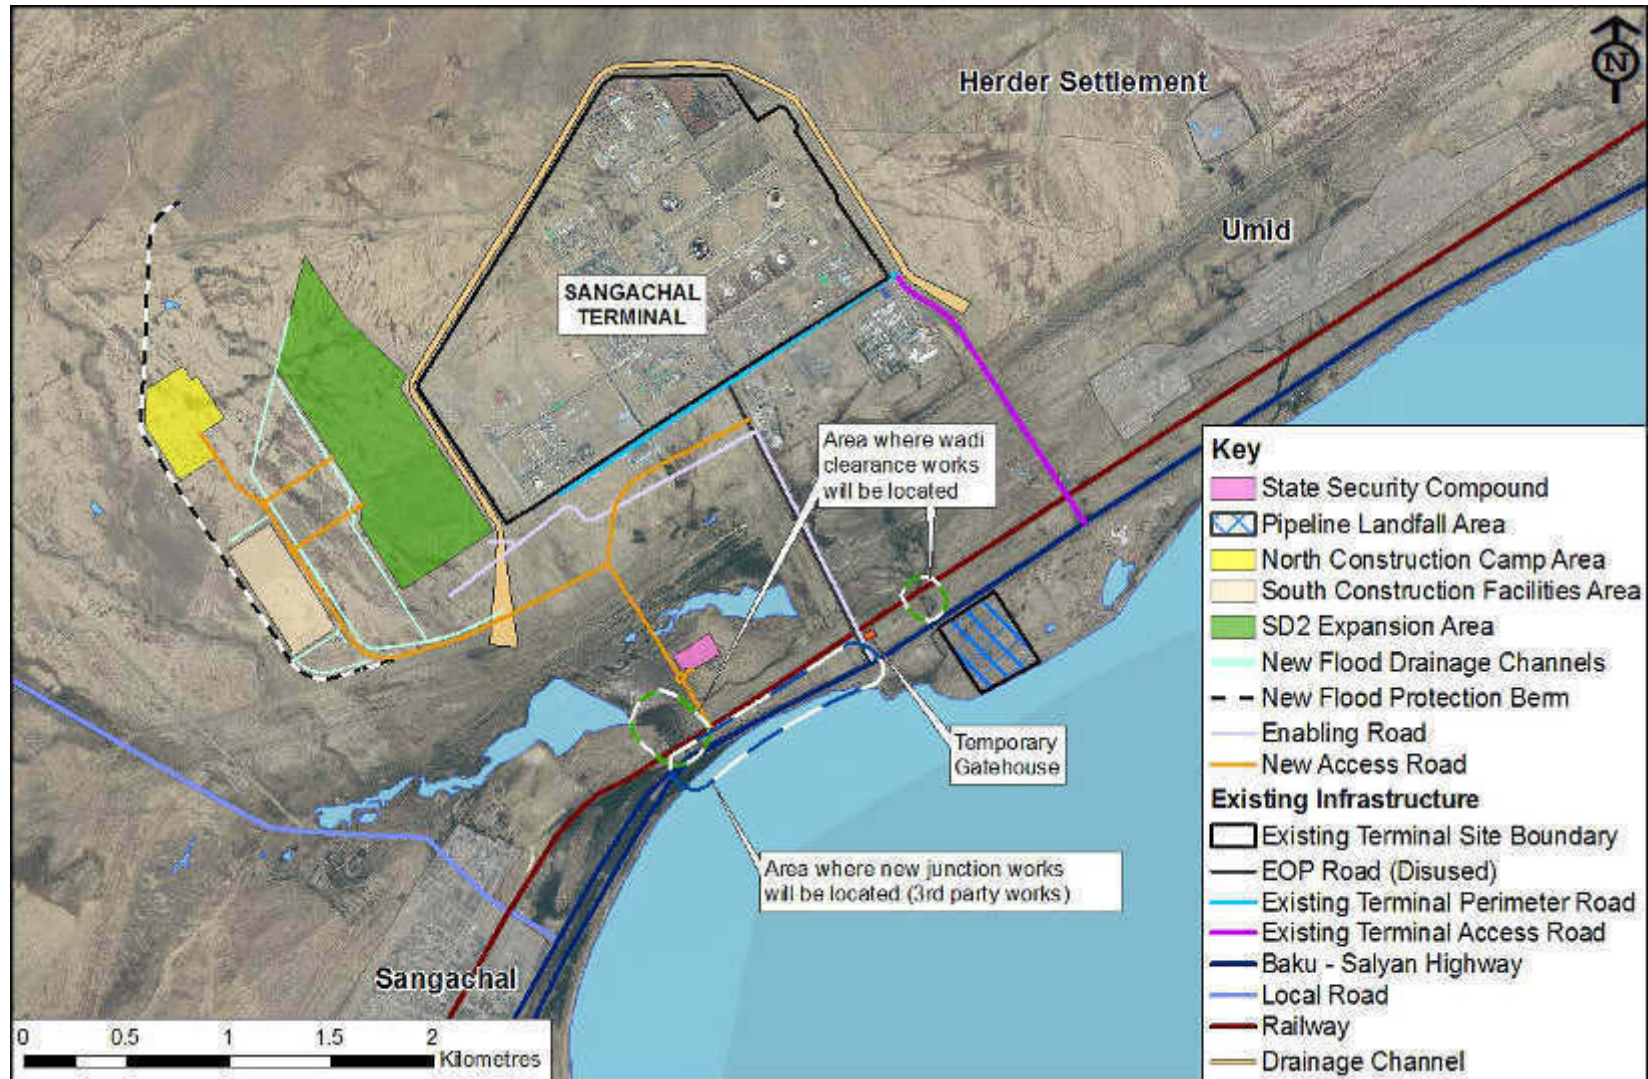 N
Herder Settlement
Umid
SANGACHAL
TERMINAL
Area where wadi
clearance works
will be located
Temporary
Gatehouse
Area where new junction works
will be located (3rd party works)
Sangachal
0 0.5 1 1.5 2
Kilometres
Key
State Security Compound
Pipeline Landfall Area
North Construction Camp Area
South Construction Facilities Area
SD2 Expansion Area
New Flood Drainage Channels
New Flood Protection Berm
Enabling Road
New Access Road
Existing Infrastructure
Existing Terminal Site Boundary
EOP Road (Disused)
Existing Terminal Perimeter Road
Existing Terminal Access Road
Baku - Salyan Highway
Local Road
Railway
Drainage Channel